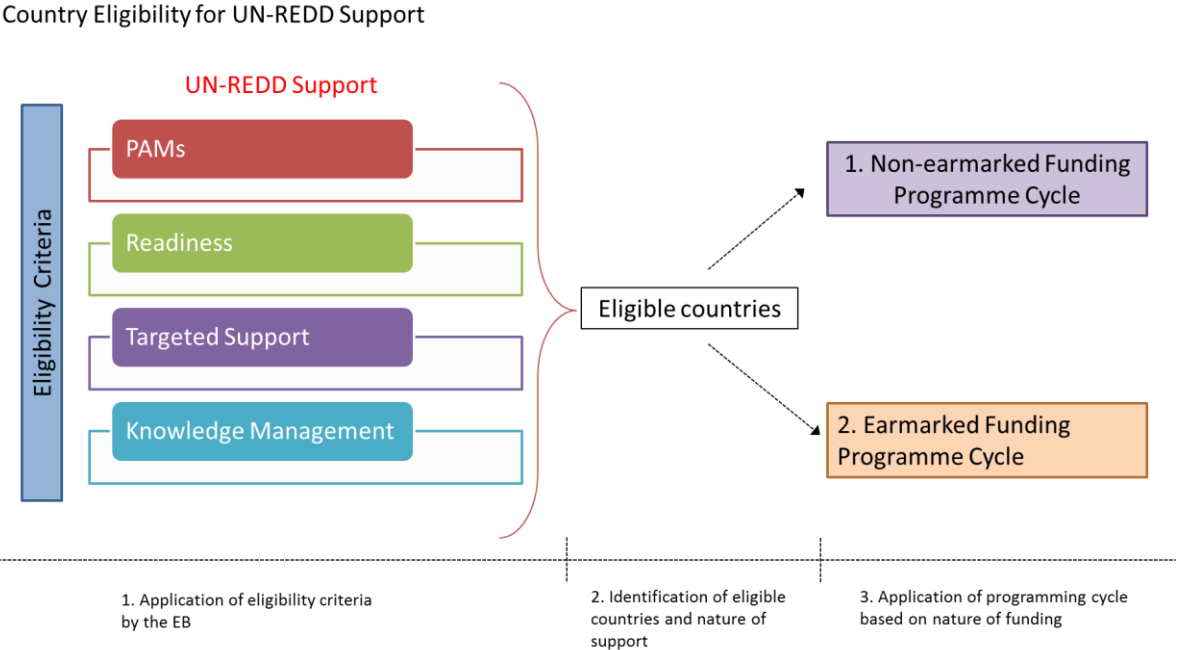 Country Eligibility for UN-REDD Support
UN-REDD Support
Eligibility Criteria
PAMs
Readiness
Targeted Support
Knowledge Management
Eligible countries
1. Non-earmarked Funding
Programme Cycle
2. Earmarked Funding
Programme Cycle
1. Application of eligibility criteria
by the EB
2. Identification of eligible
countries and nature of
support
3. Application of programming cycle
based on nature of funding